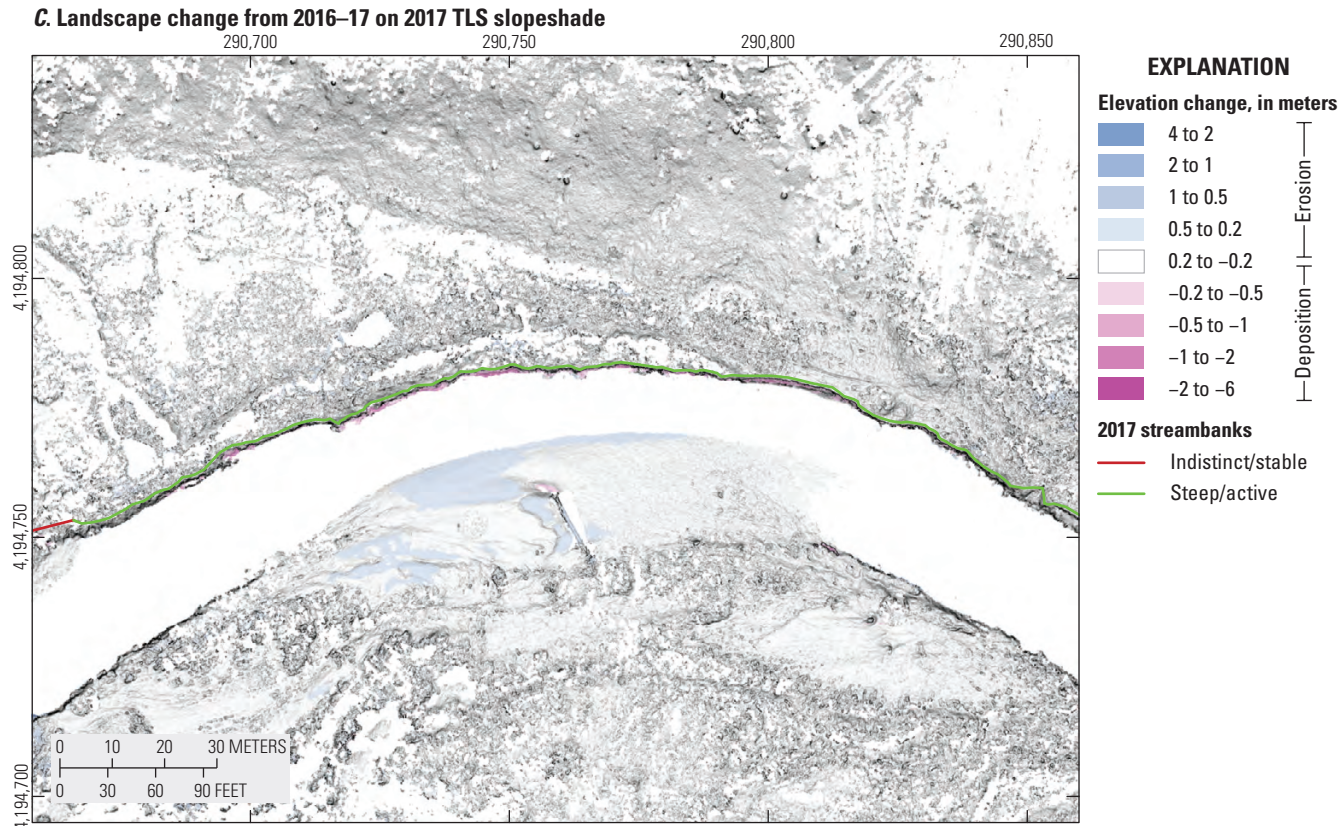 C. Landscape change from 2016–17 on 2017 TLS slopeshade
290,700 290,750 290,800 290,850
4,194,800
4,194,750
4,194,700
0 10 20 30 METERS
0 30 60 90 FEET
EXPLANATION
Elevation change, in meters
4 to 2
2 to 1
1 to 0.5
0.5 to 0.2
0.2 to −0.2
−0.2 to −0.5
−0.5 to −1
−1 to −2
−2 to −6
Erosion
Deposition
2017 streambanks
Indistinct/stable
Steep/active